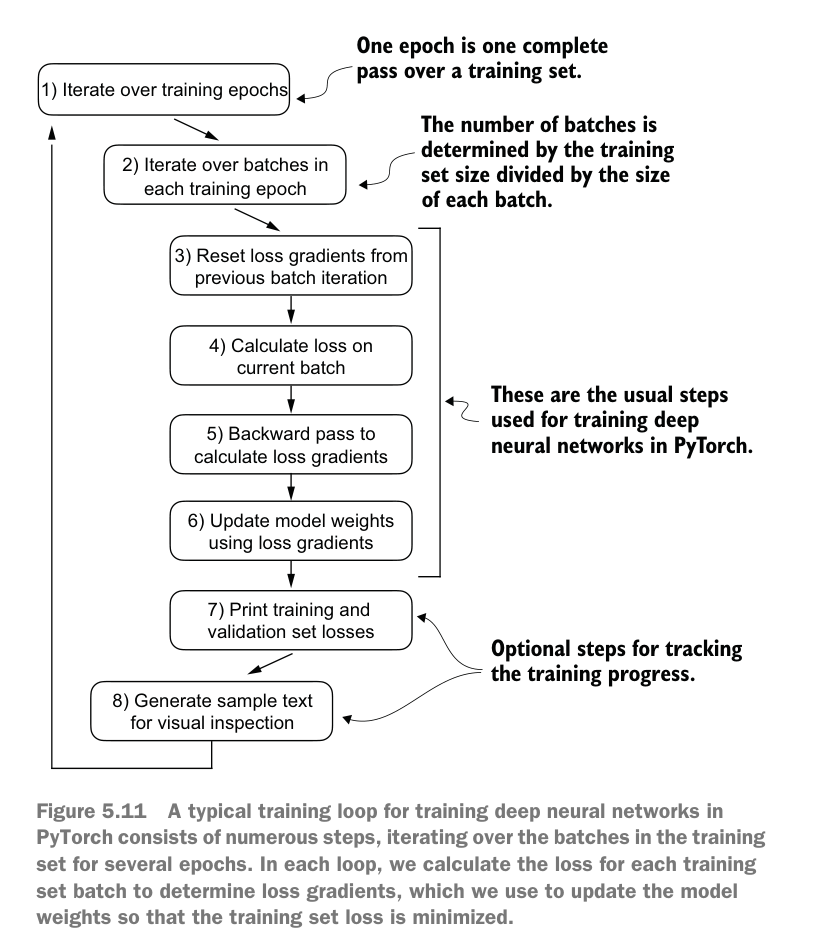 One epoch is one complete
pass over a training set.
1) Iterate over training epochs
The number of batches is
determined by the training
set size divided by the size
of each batch.
2) Iterate over batches in
each training epoch
3) Reset loss gradients from
previous batch iteration
4) Calculate loss on
current batch
These are the usual steps
used for training deep
neural networks in PyTorch.
5) Backward pass to
calculate loss gradients
6) Update model weights
using loss gradients
7) Print training and
validation set losses
Optional steps for tracking
the training progress.
8) Generate sample text
for visual inspection
Figure 5.11 A typical training loop for training deep neural networks in
PyTorch consists of numerous steps, iterating over the batches in the training
set for several epochs. In each loop, we calculate the loss for each training
set batch to determine loss gradients, which we use to update the model
weights so that the training set loss is minimized.